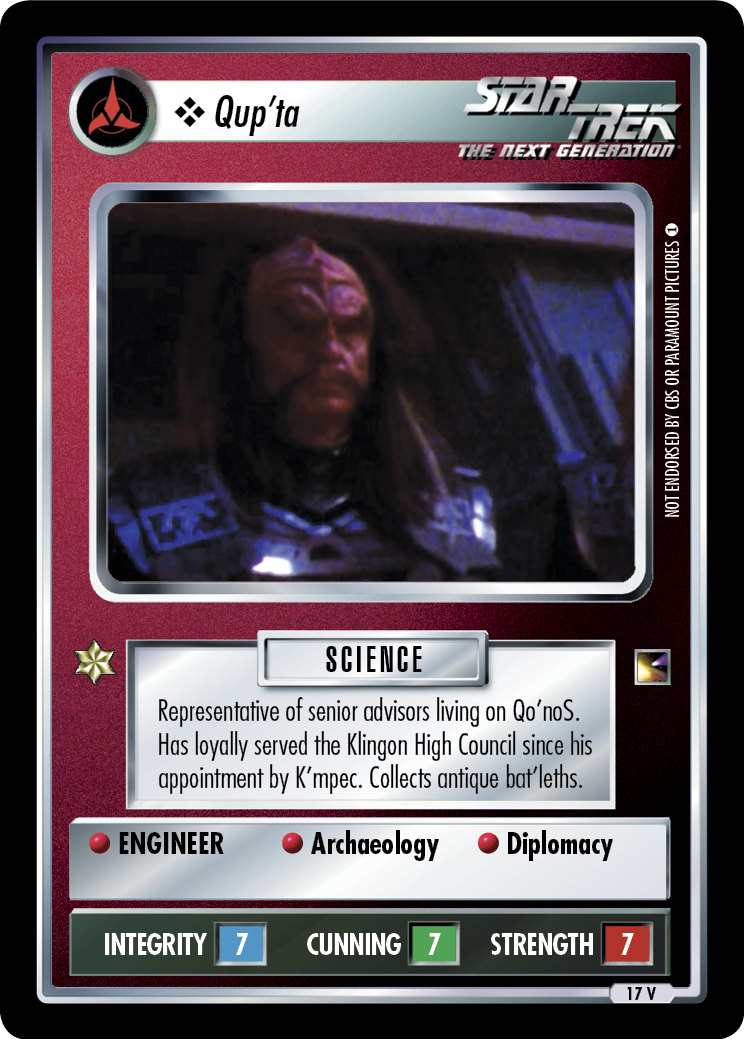 ❖ Qup'ta
STAR TREK
THE NEXT GENERATION
NOT ENDORSED BY CBS OR PARAMOUNT PICTURES 1
SCIENCE
Representative of senior advisors living on Qo'noS.
Has loyally served the Klingon High Council since his
appointment by K'mpec. Collects antique bat'leths.
ENGINEER Archaeology Diplomacy
INTEGRITY 7 CUNNING 7 STRENGTH 7
17 V